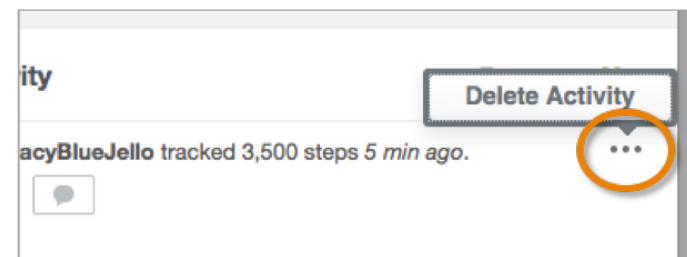 ity
Delete Activity
acyBlueJello tracked 3,500 steps 5 min ago.